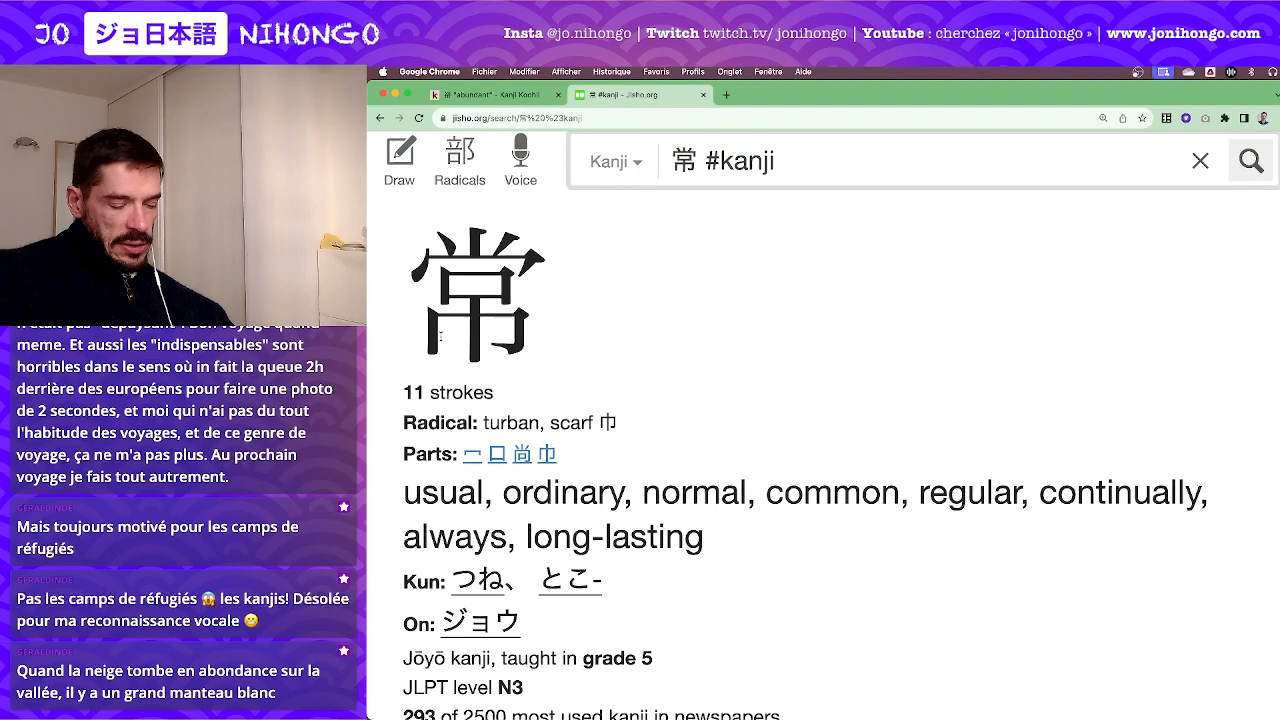 JO ジョ日本語 NIHONGO
Insta @jo.nihongo | Twitch twitch.tv/ jonihongo | Youtube : cherchez « jonihongo » | www.jonihongo.com
Google Chrome Fichier Modifier Afficher Historique Favoris Profils Onglet Fenêtre Aide
"abundant" - Kanji Kochii × 常 #kanji - Jisho.org × +
jisho.org/search/常%20%23kanji
Draw 部 Radicals Voice
Kanji 常 #kanji
常
11 strokes
Radical: turban, scarf 巾
Parts: 冖 口 尚 巾
usual, ordinary, normal, common, regular, continually,
always, long-lasting
Kun: つね、 とこ-
On: ジョウ
Jōyō kanji, taught in grade 5
JLPT level N3
293 of 2500 most used kanji in newspapers
meme. Et aussi les "indispensables" sont
horribles dans le sens où in fait la queue 2h
derrière des européens pour faire une photo
de 2 secondes, et moi qui n'ai pas du tout
l'habitude des voyages, et de ce genre de
voyage, ça ne m'a pas plus. Au prochain
voyage je fais tout autrement.
GERALDINDE
Mais toujours motivé pour les camps de
réfugiés
GERALDINDE
Pas les camps de réfugiés 😱 les kanjis! Désolée
pour ma reconnaissance vocale 😬
GERALDINDE
Quand la neige tombe en abondance sur la
vallée, il y a un grand manteau blanc